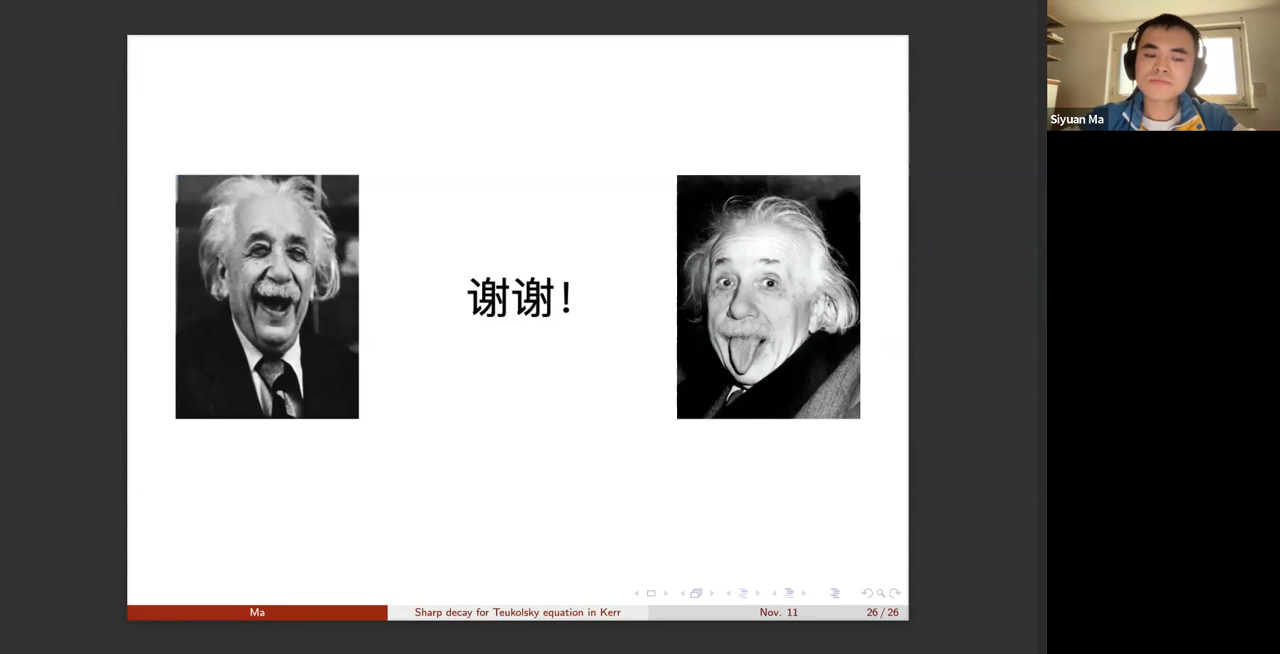 Siyuan Ma
谢谢!
Ma
Sharp decay for Teukolsky equation in Kerr
Nov. 11
26 / 26